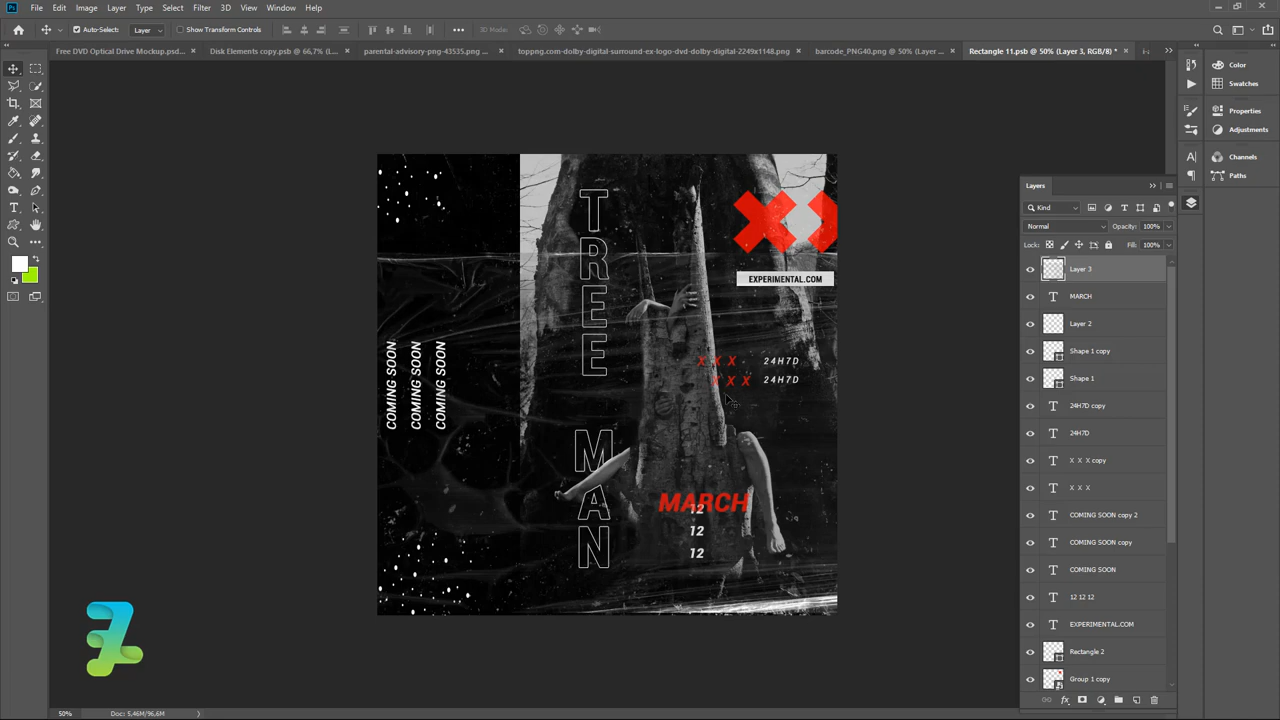 File Edit Image Layer Type Select Filter 3D View Window Help
Auto-Select: Layer Show Transform Controls 3D Mode:
Free DVD Optical Drive Mockup.psd... Disk Elements copy.psb @ 66,7% (l... parental-advisory-png-43535.png ... toppng.com-dolby-digital-surround-ex-logo-dvd-dolby-digital-2249x1148.png barcode_PNG40.png @ 50% (Layer ... Rectangle 11.psb @ 50% (Layer 3, RGB/8) *
Color
Swatches
Properties
Adjustments
Channels
Paths
Layers
Kind
Normal Opacity: 100%
Lock: Fill: 100%
Layer 3
MARCH
Layer 2
Shape 1 copy
Shape 1
24H7D copy
24H7D
X X X copy
X X X
COMING SOON copy 2
COMING SOON copy
COMING SOON
12 12 12
EXPERIMENTAL.COM
Rectangle 2
Group 1 copy
TREE MAN
EXPERIMENTAL.COM
X X X 24H7D
X X X 24H7D
COMING SOON
COMING SOON
COMING SOON
MARCH
12
12
12
50% Doc: 5,46M/96,6M